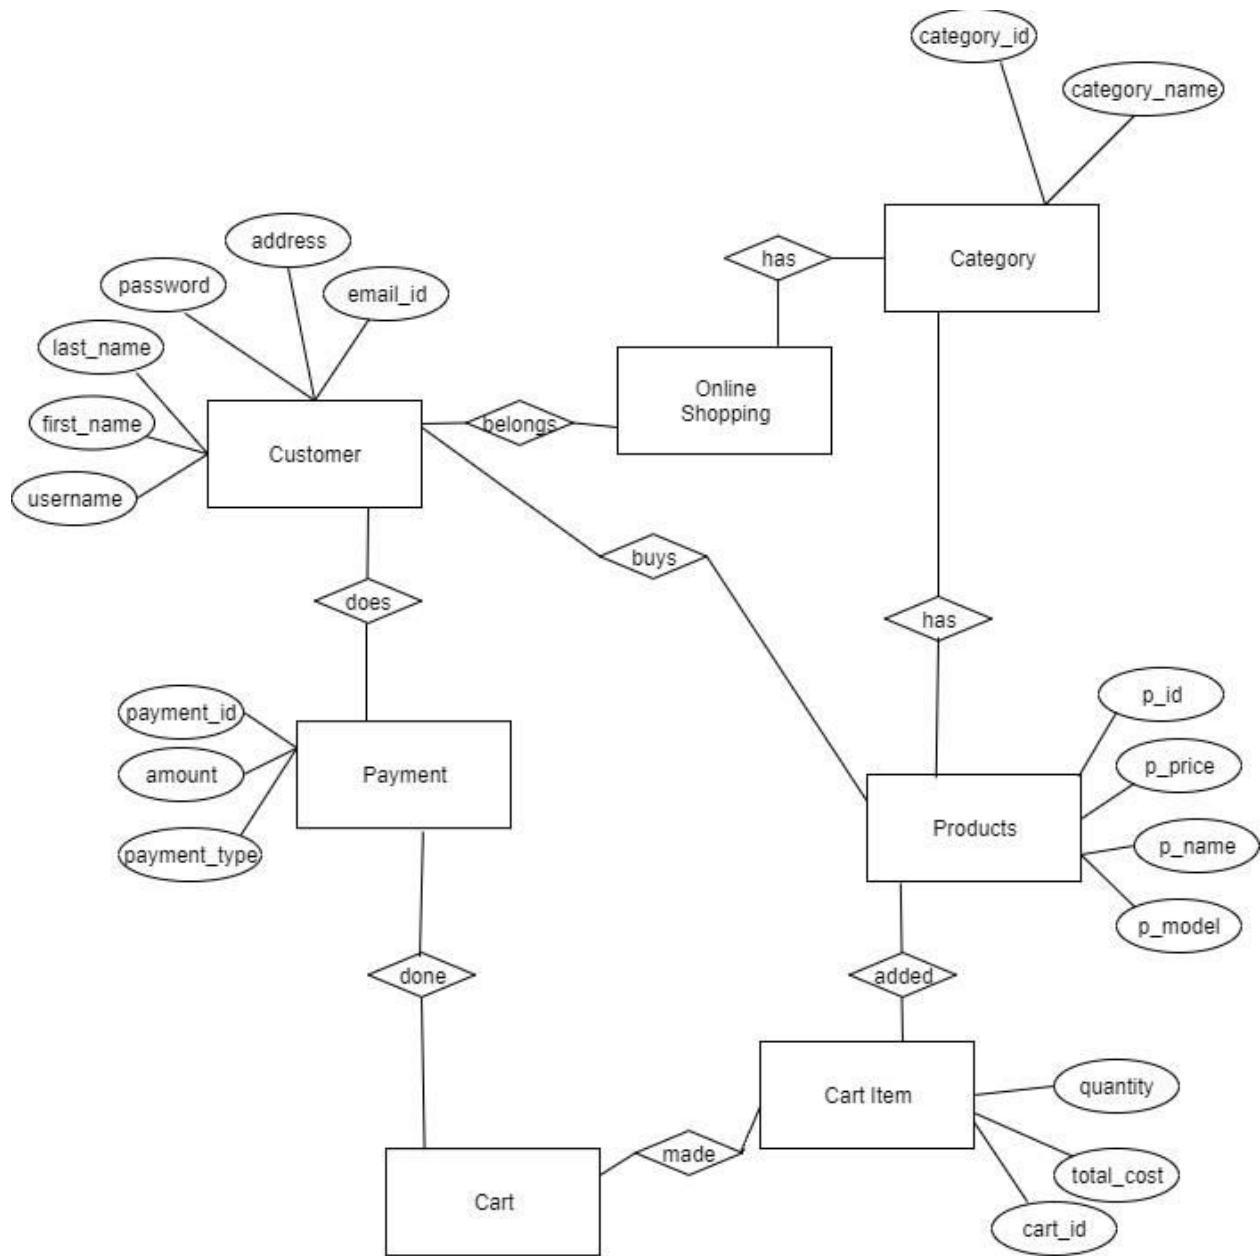 category_id
category_name
address
has
Category
password
email_id
last_name
Online
Shopping
first_name
belongs
Customer
username
buys
does
has
p_id
payment_id
p_price
amount
Payment
Products
p_name
payment_type
p_model
done
added
quantity
Cart Item
made
total_cost
Cart
cart_id